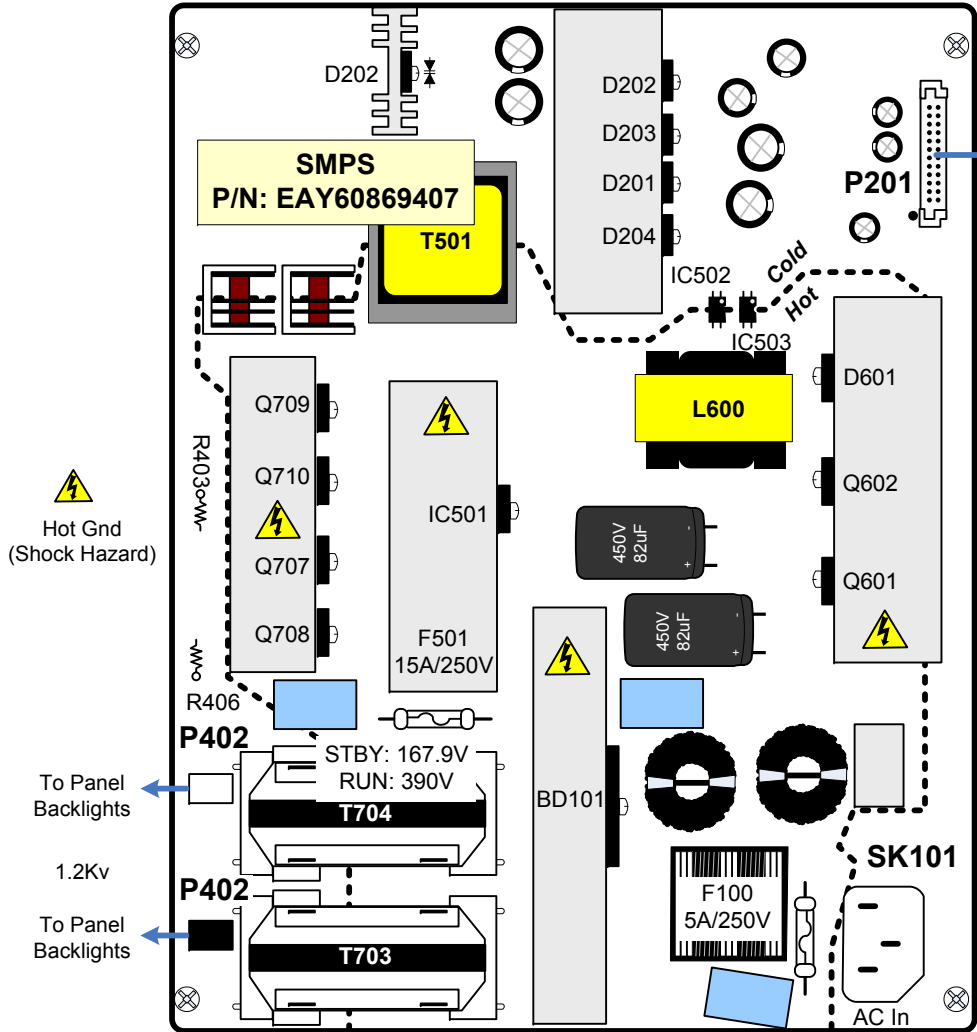 D202
SMPS
P/N: EAY60869407
T501
D202
D203
D201
D204
P201
IC502
IC503
Cold
Hot
L600
D601
Q602
Q601
Q709
Q710
Q707
Q708
R403
R406
Hot Gnd
(Shock Hazard)
IC501
F501
15A/250V
450V
82uF
-
+
450V
82uF
-
+
P402
STBY: 167.9V
RUN: 390V
T704
To Panel
Backlights
1.2Kv
P402
To Panel
Backlights
T703
BD101
F100
5A/250V
SK101
AC In